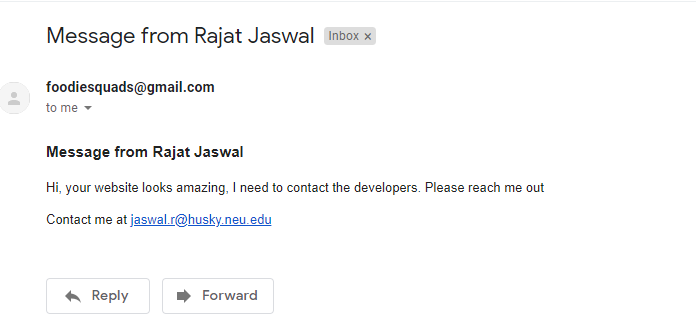 Message from Rajat Jaswal Inbox x
foodiesquads@gmail.com
to me
Message from Rajat Jaswal
Hi, your website looks amazing, I need to contact the developers. Please reach me out
Contact me at jaswal.r@husky.neu.edu
Reply Forward